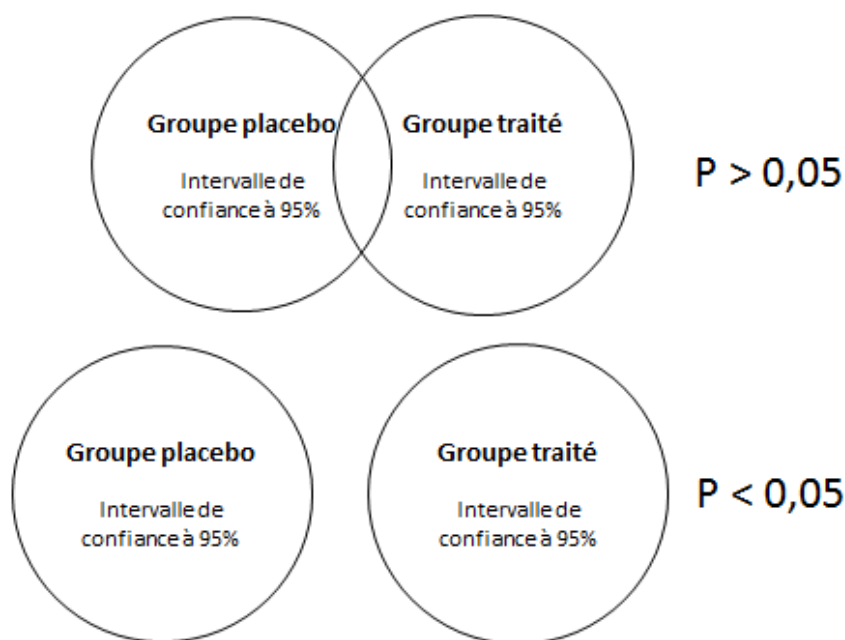 Groupe placebo
Intervalle de
confiance à 95%
Groupe traité
Intervalle de
confiance à 95%
P > 0,05
Groupe placebo
Intervalle de
confiance à 95%
Groupe traité
Intervalle de
confiance à 95%
P < 0,05